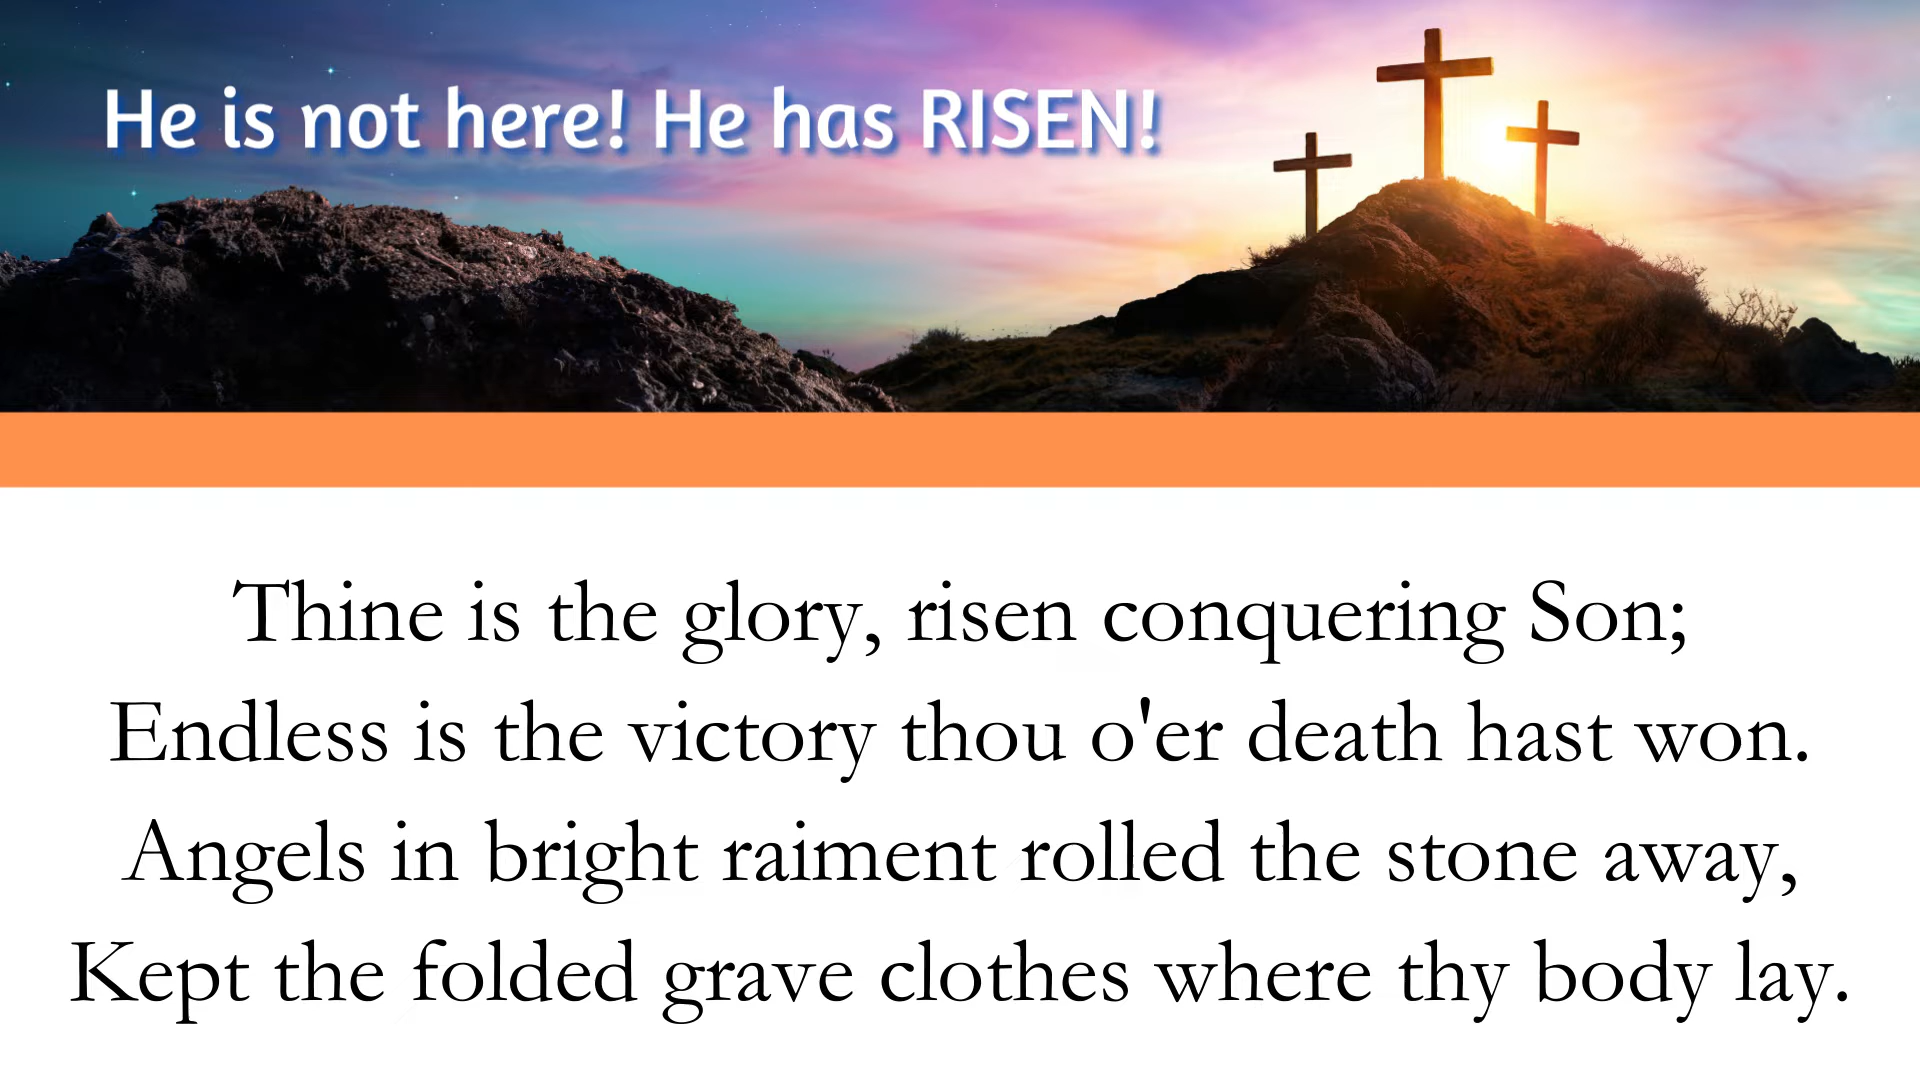 He is not here! He has RISEN!
Thine is the glory, risen conquering Son;
Endless is the victory thou o'er death hast won.
Angels in bright raiment rolled the stone away,
Kept the folded grave clothes where thy body lay.